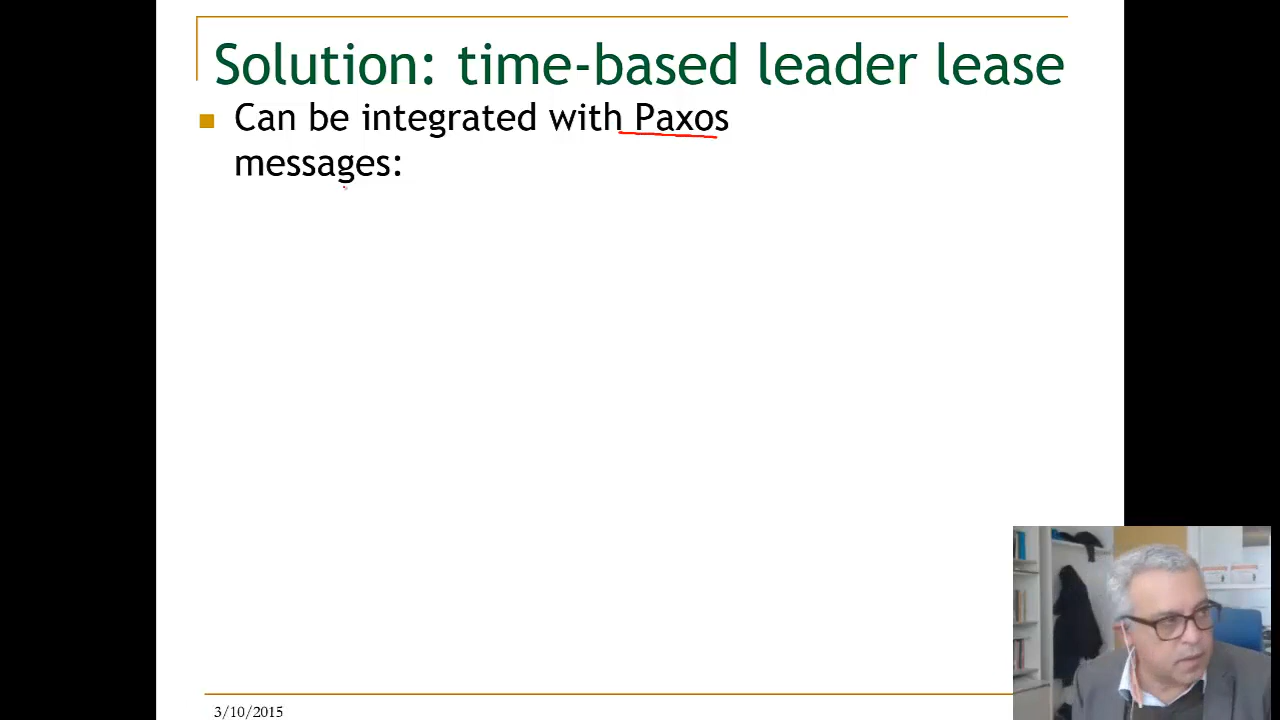 Solution: time-based leader lease
Can be integrated with Paxos
messages:
3/10/2015